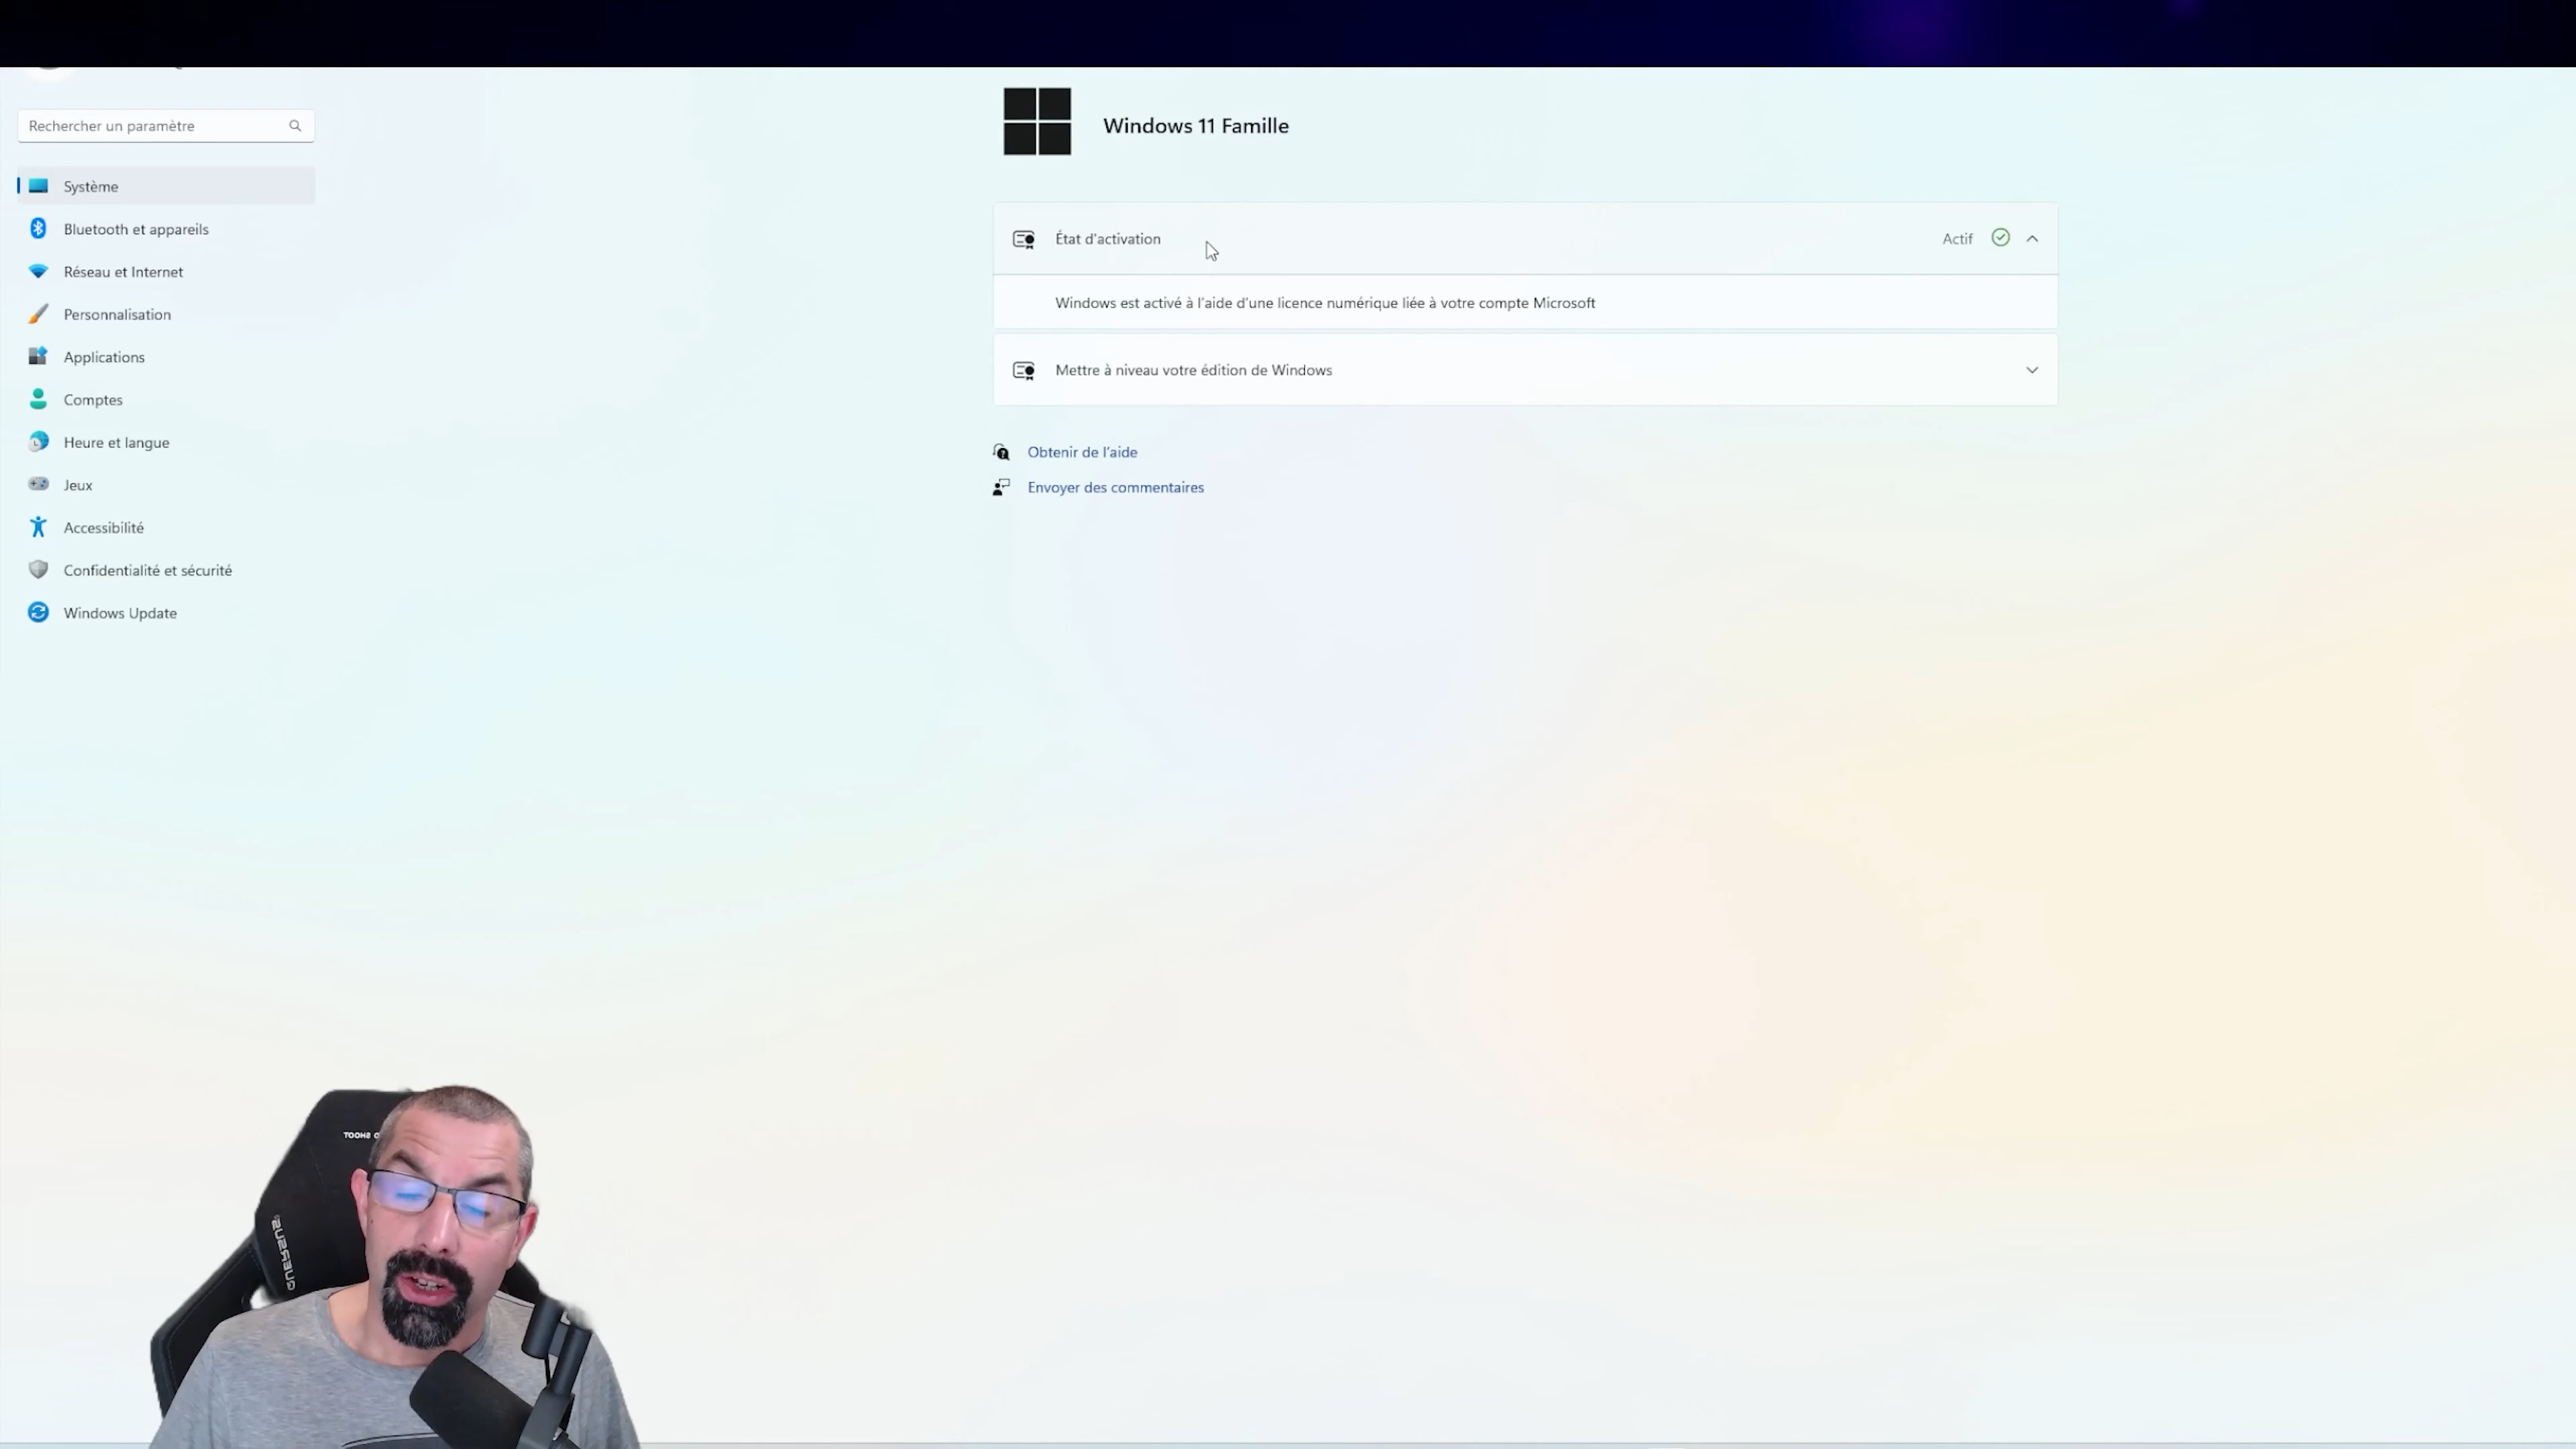 Rechercher un paramètre
Système
Bluetooth et appareils
Réseau et Internet
Personnalisation
Applications
Comptes
Heure et langue
Jeux
Accessibilité
Confidentialité et sécurité
Windows Update
Windows 11 Famille
État d'activation
Actif
Windows est activé à l'aide d'une licence numérique liée à votre compte Microsoft
Mettre à niveau votre édition de Windows
Obtenir de l'aide
Envoyer des commentaires